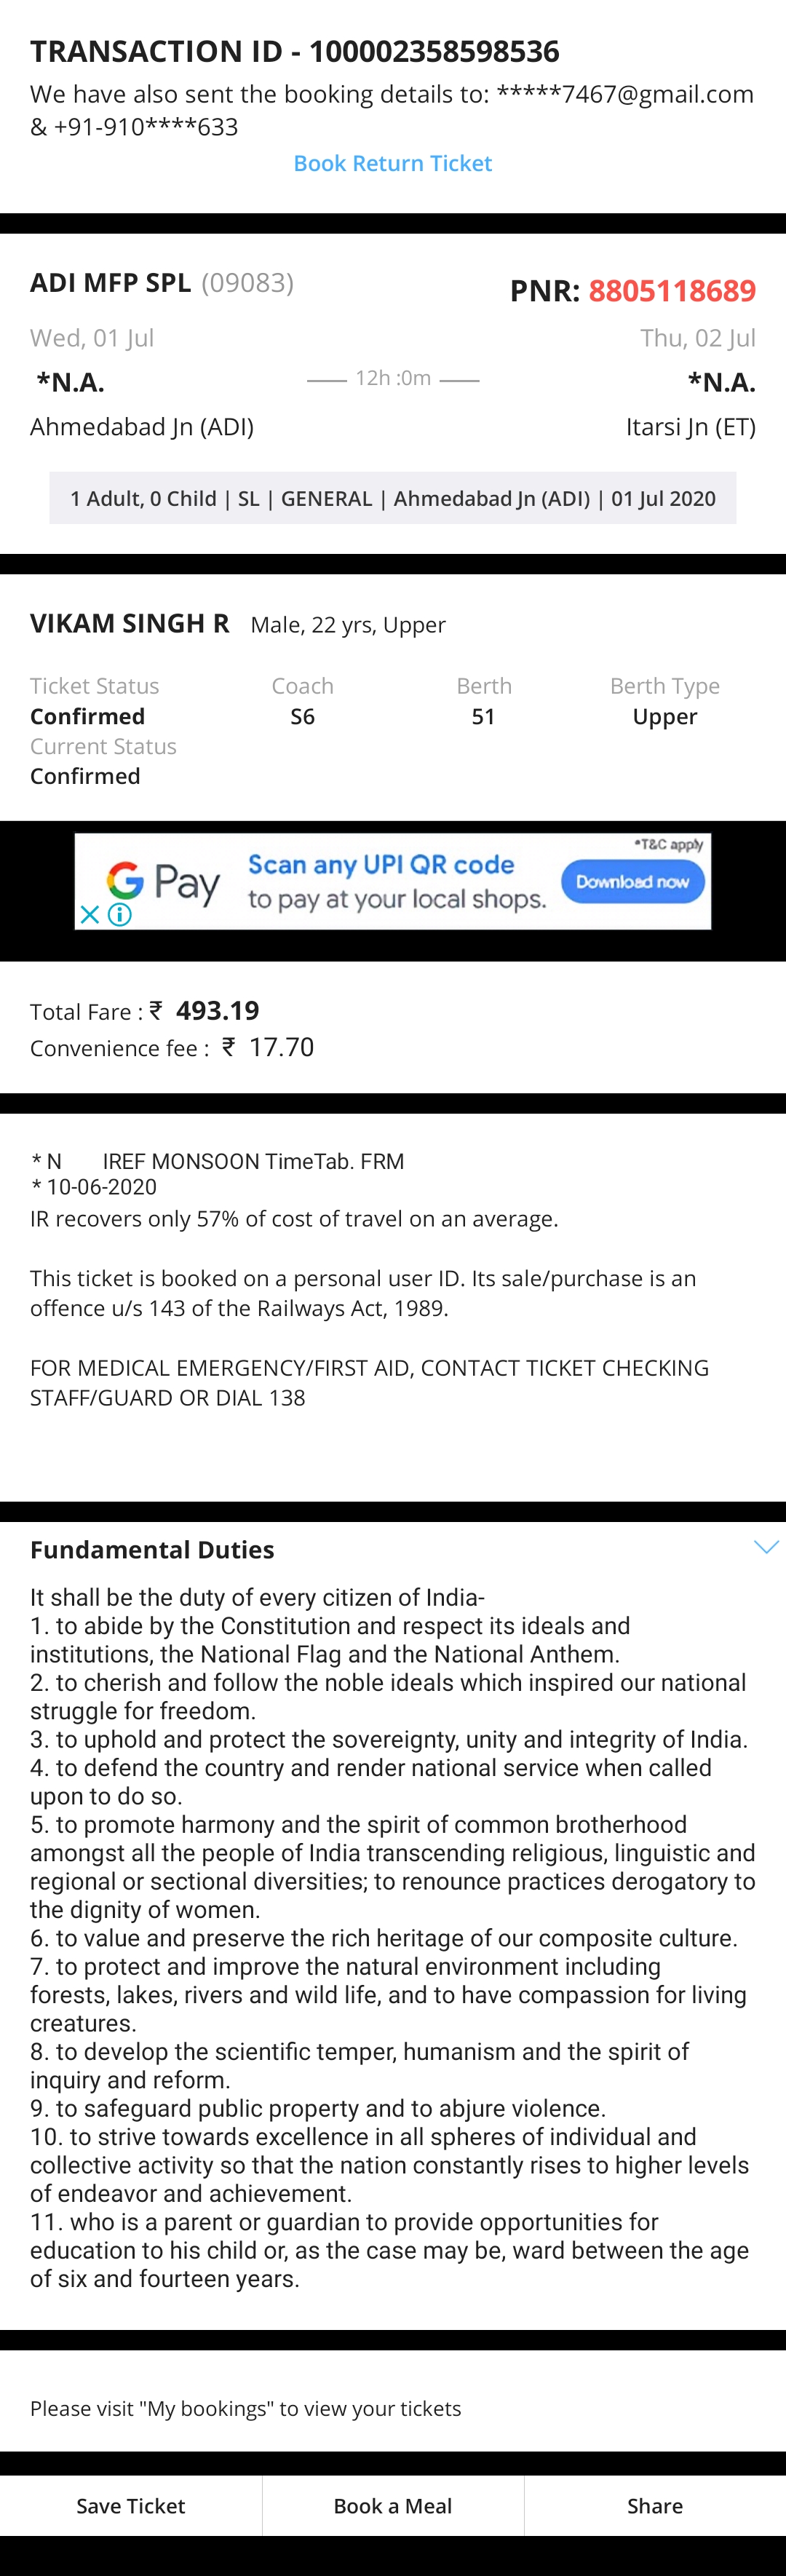 TRANSACTION ID - 100002358598536
We have also sent the booking details to: *****7467@gmail.com
& +91-910****633
Book Return Ticket
ADI MFP SPL (09083)
PNR: 8805118689
Wed, 01 Jul
Thu, 02 Jul
*N.A.
12h :0m
*N.A.
Ahmedabad Jn (ADI)
Itarsi Jn (ET)
1 Adult, 0 Child | SL | GENERAL | Ahmedabad Jn (ADI) | 01 Jul 2020
VIKAM SINGH R Male, 22 yrs, Upper
Ticket Status Coach Berth Berth Type
Confirmed S6 51 Upper
Current Status
Confirmed
*T&C apply
G Pay
Scan any UPI QR code
to pay at your local shops.
Download now
Total Fare : ₹ 493.19
Convenience fee : ₹ 17.70
* N IREF MONSOON TimeTab. FRM
* 10-06-2020
IR recovers only 57% of cost of travel on an average.
This ticket is booked on a personal user ID. Its sale/purchase is an
offence u/s 143 of the Railways Act, 1989.
FOR MEDICAL EMERGENCY/FIRST AID, CONTACT TICKET CHECKING
STAFF/GUARD OR DIAL 138
Fundamental Duties
It shall be the duty of every citizen of India-
1. to abide by the Constitution and respect its ideals and
institutions, the National Flag and the National Anthem.
2. to cherish and follow the noble ideals which inspired our national
struggle for freedom.
3. to uphold and protect the sovereignty, unity and integrity of India.
4. to defend the country and render national service when called
upon to do so.
5. to promote harmony and the spirit of common brotherhood
amongst all the people of India transcending religious, linguistic and
regional or sectional diversities; to renounce practices derogatory to
the dignity of women.
6. to value and preserve the rich heritage of our composite culture.
7. to protect and improve the natural environment including
forests, lakes, rivers and wild life, and to have compassion for living
creatures.
8. to develop the scientific temper, humanism and the spirit of
inquiry and reform.
9. to safeguard public property and to abjure violence.
10. to strive towards excellence in all spheres of individual and
collective activity so that the nation constantly rises to higher levels
of endeavor and achievement.
11. who is a parent or guardian to provide opportunities for
education to his child or, as the case may be, ward between the age
of six and fourteen years.
Please visit "My bookings" to view your tickets
Save Ticket Book a Meal Share